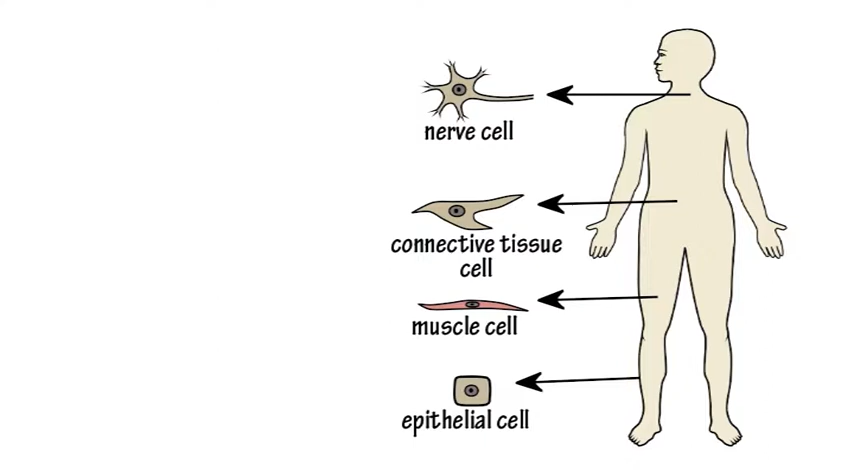 nerve cell
connective tissue
cell
muscle cell
epithelial cell